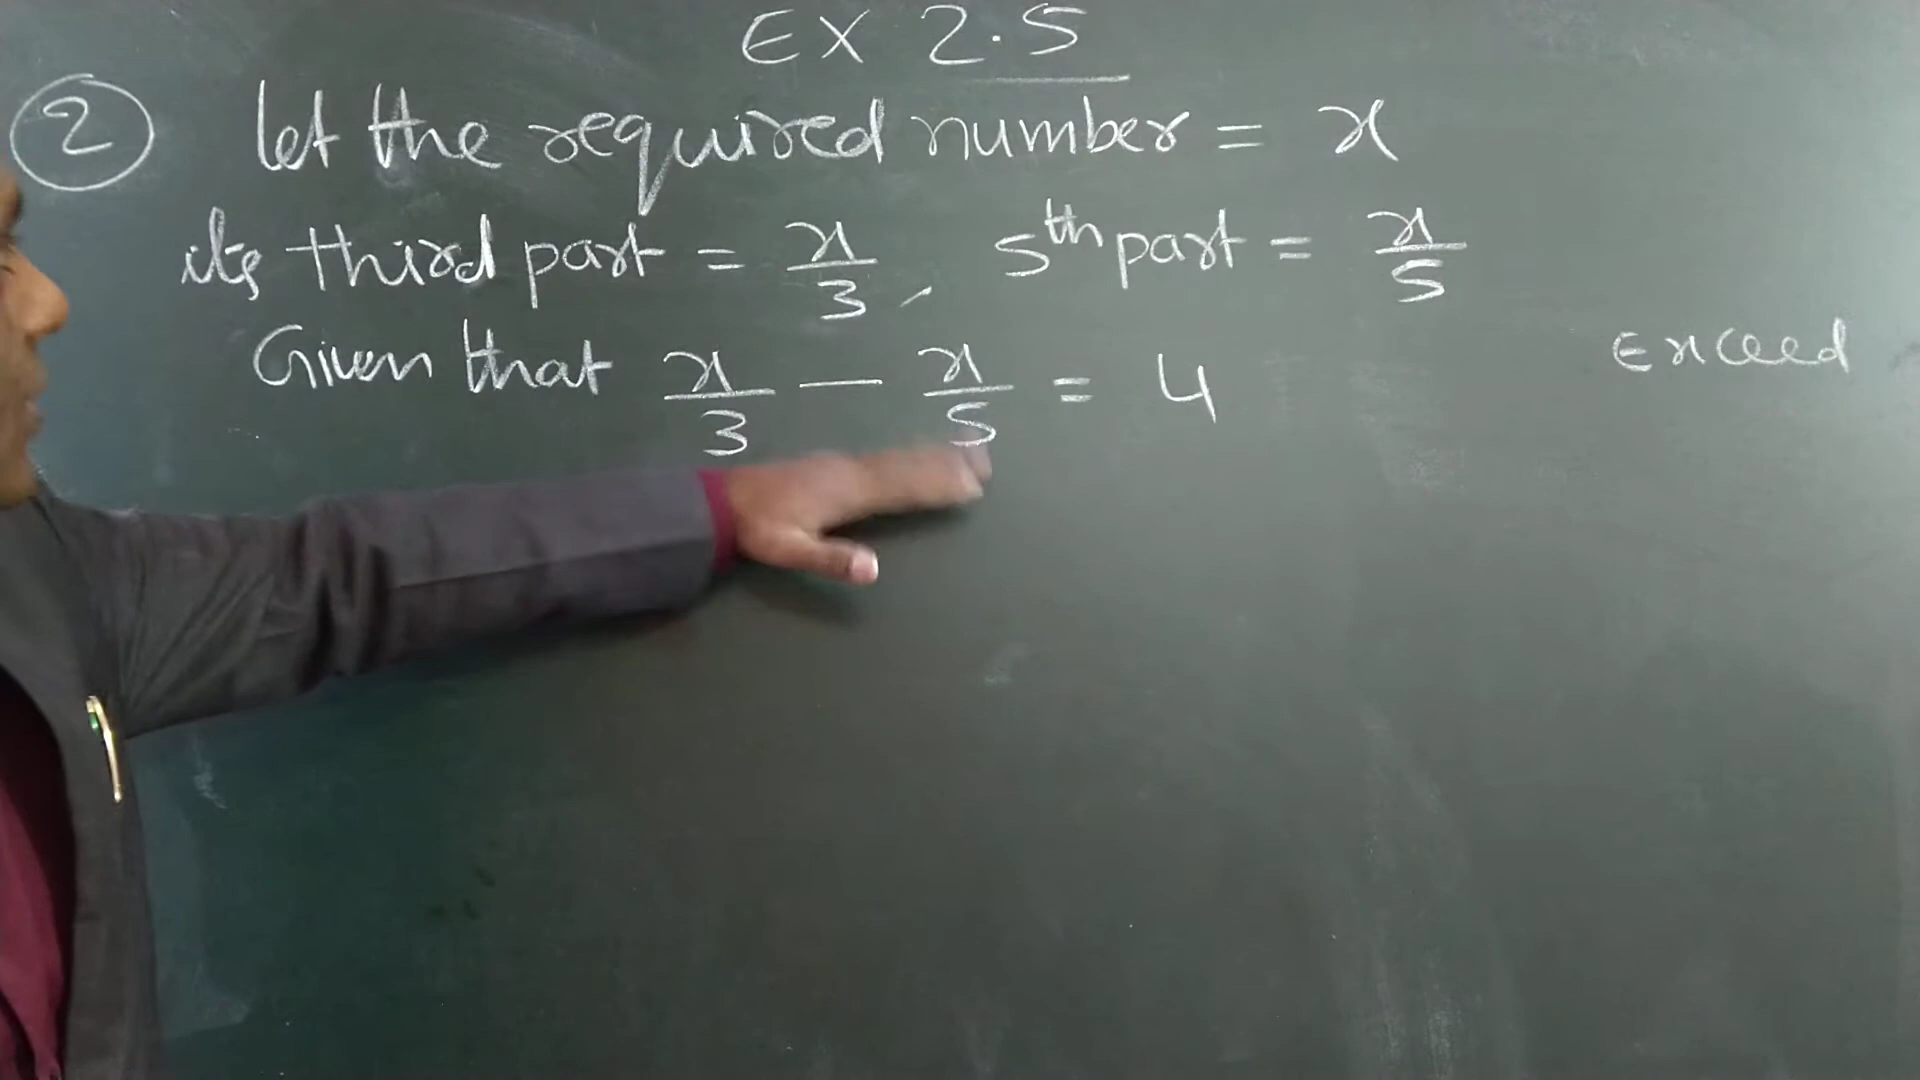 EX 2.5
② let the required number = x
its third part = x/3, 5th part = x/5
Given that x/3 - x/5 = 4
Exceed